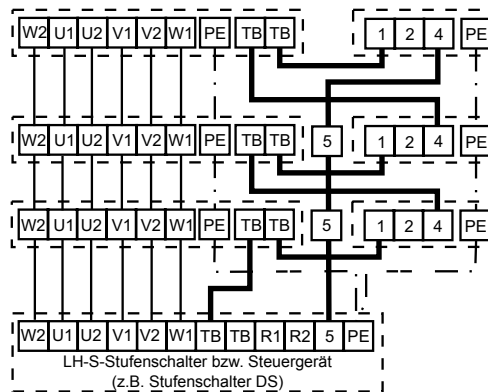 W2 U1 U2 V1 V2 W1 PE TB TB 1 2 4 PE
W2 U1 U2 V1 V2 W1 PE TB TB 5 1 2 4 PE
W2 U1 U2 V1 V2 W1 PE TB TB 5 1 2 4 PE
W2 U1 U2 V1 V2 W1 TB TB R1 R2 5 PE
LH-S-Stufenschalter bzw. Steuergerät
(z.B. Stufenschalter DS)